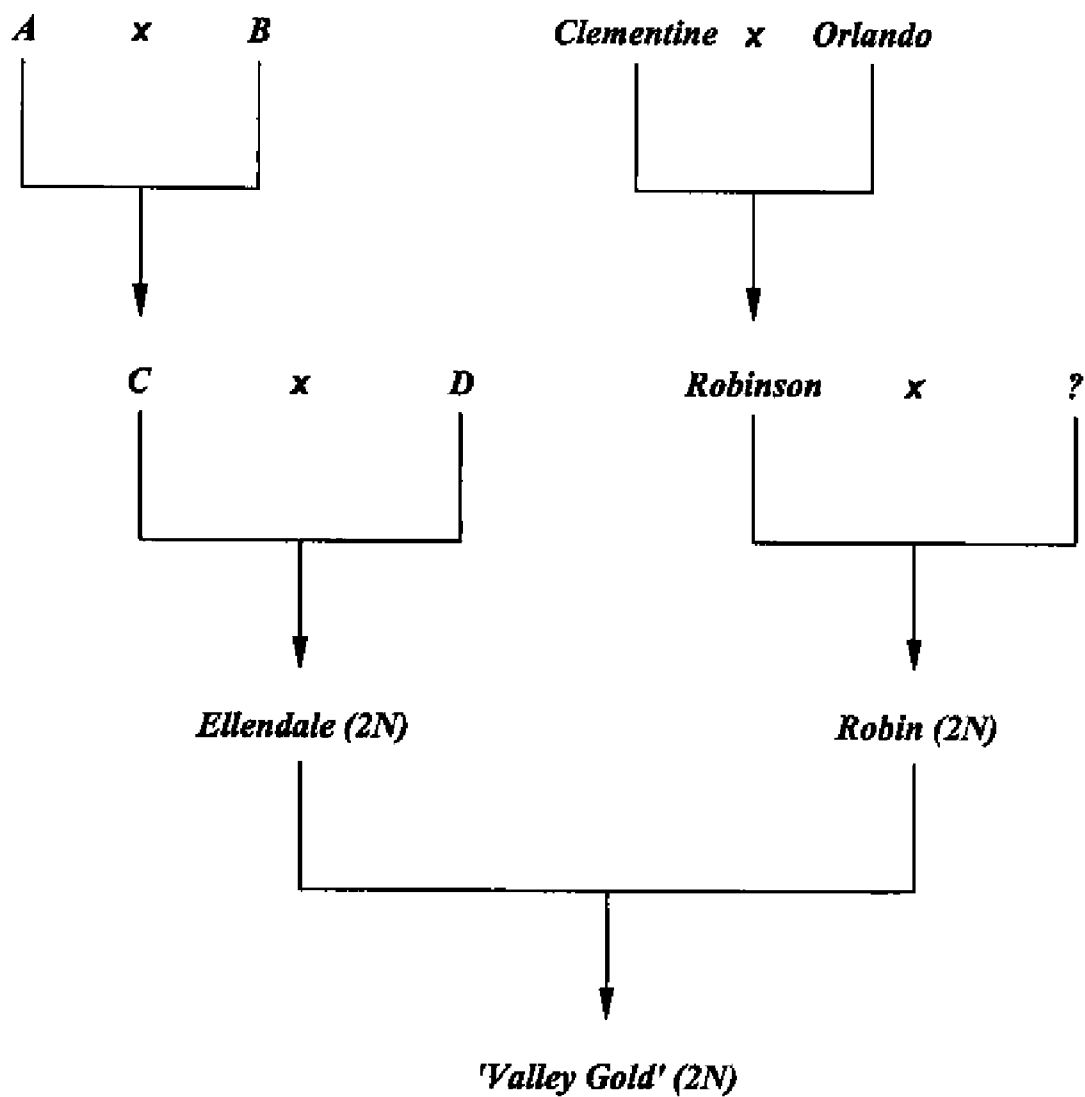 A x B Clementine x Orlando
C x D Robinson x ?
Ellendale (2N) Robin (2N)
'Valley Gold' (2N)